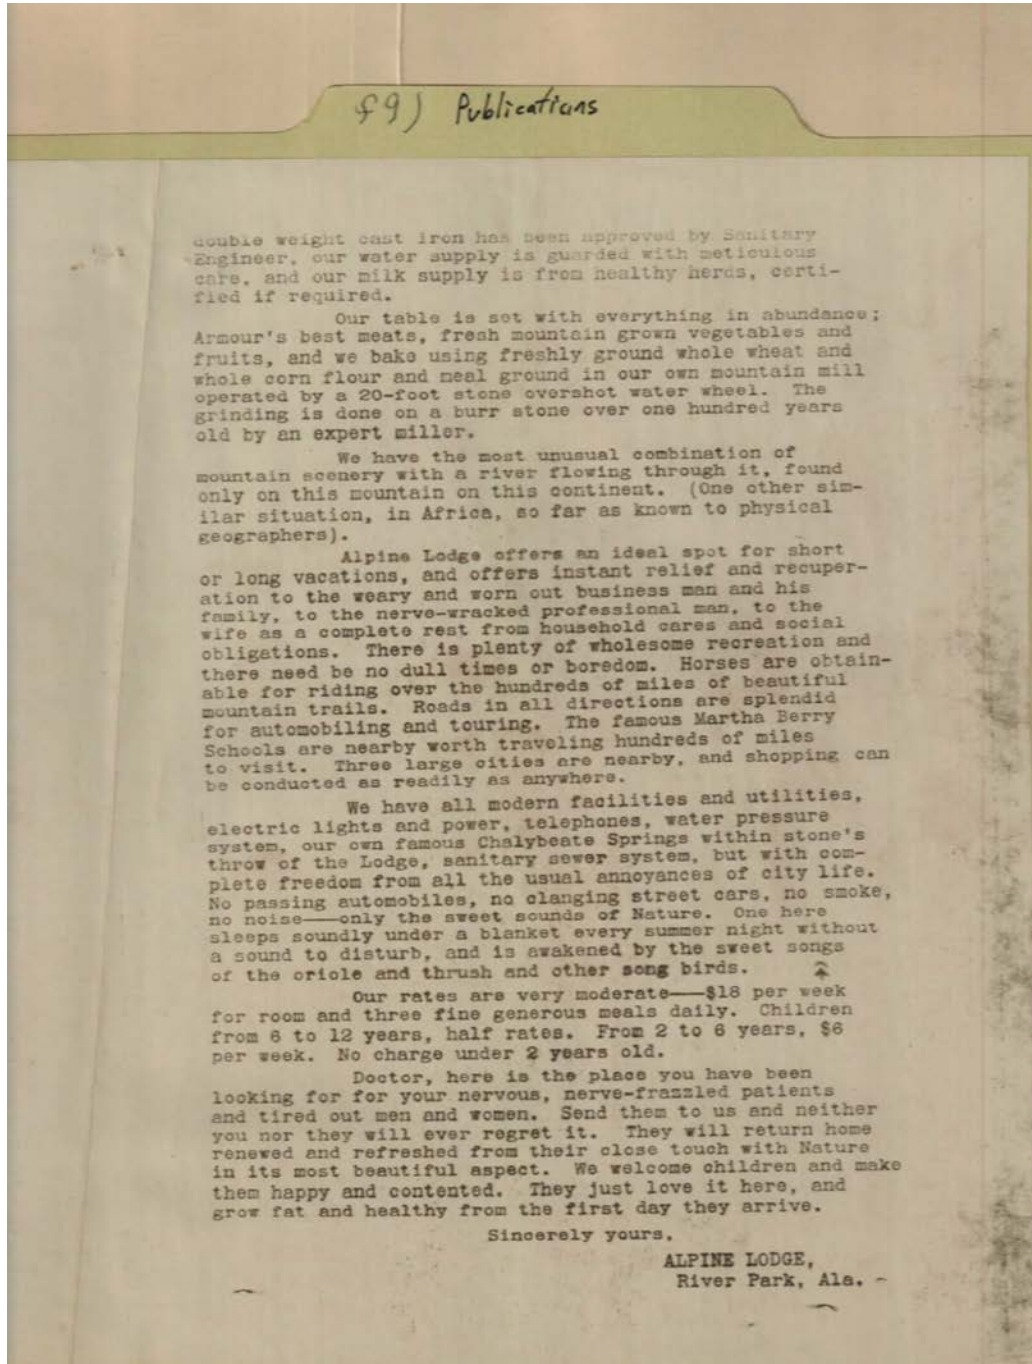 f9) Publications
double weight cast iron has been approved by Sanitary
Engineer, our water supply is guarded with meticulous
care, and our milk supply is from healthy herds, certi-
fied if required.
Our table is set with everything in abundance;
Armour's best meats, fresh mountain grown vegetables and
fruits, and we bake using freshly ground whole wheat and
whole corn flour and meal ground in our own mountain mill
operated by a 20-foot stone overshot water wheel. The
grinding is done on a burr stone over one hundred years
old by an expert miller.
We have the most unusual combination of
mountain scenery with a river flowing through it, found
only on this mountain on this continent. (One other sim-
ilar situation, in Africa, so far as known to physical
geographers).
Alpine Lodge offers an ideal spot for short
or long vacations, and offers instant relief and recuper-
ation to the weary and worn out business man and his
family, to the nerve-wracked professional man, to the
wife as a complete rest from household cares and social
obligations. There is plenty of wholesome recreation and
there need be no dull times or boredom. Horses are obtain-
able for riding over the hundreds of miles of beautiful
mountain trails. Roads in all directions are splendid
for automobiling and touring. The famous Martha Berry
Schools are nearby worth traveling hundreds of miles
to visit. Three large cities are nearby, and shopping can
be conducted as readily as anywhere.
We have all modern facilities and utilities,
electric lights and power, telephones, water pressure
system, our own famous Chalybeate Springs within stone's
throw of the Lodge, sanitary sewer system, but with com-
plete freedom from all the usual annoyances of city life.
No passing automobiles, no clanging street cars, no smoke,
no noise——only the sweet sounds of Nature. One here
sleeps soundly under a blanket every summer night without
a sound to disturb, and is awakened by the sweet songs
of the oriole and thrush and other song birds.
Our rates are very moderate——$18 per week
for room and three fine generous meals daily. Children
from 6 to 12 years, half rates. From 2 to 6 years, $6
per week. No charge under 2 years old.
Doctor, here is the place you have been
looking for for your nervous, nerve-frazzled patients
and tired out men and women. Send them to us and neither
you nor they will ever regret it. They will return home
renewed and refreshed from their close touch with Nature
in its most beautiful aspect. We welcome children and make
them happy and contented. They just love it here, and
grow fat and healthy from the first day they arrive.
Sincerely yours,
ALPINE LODGE,
River Park, Ala.